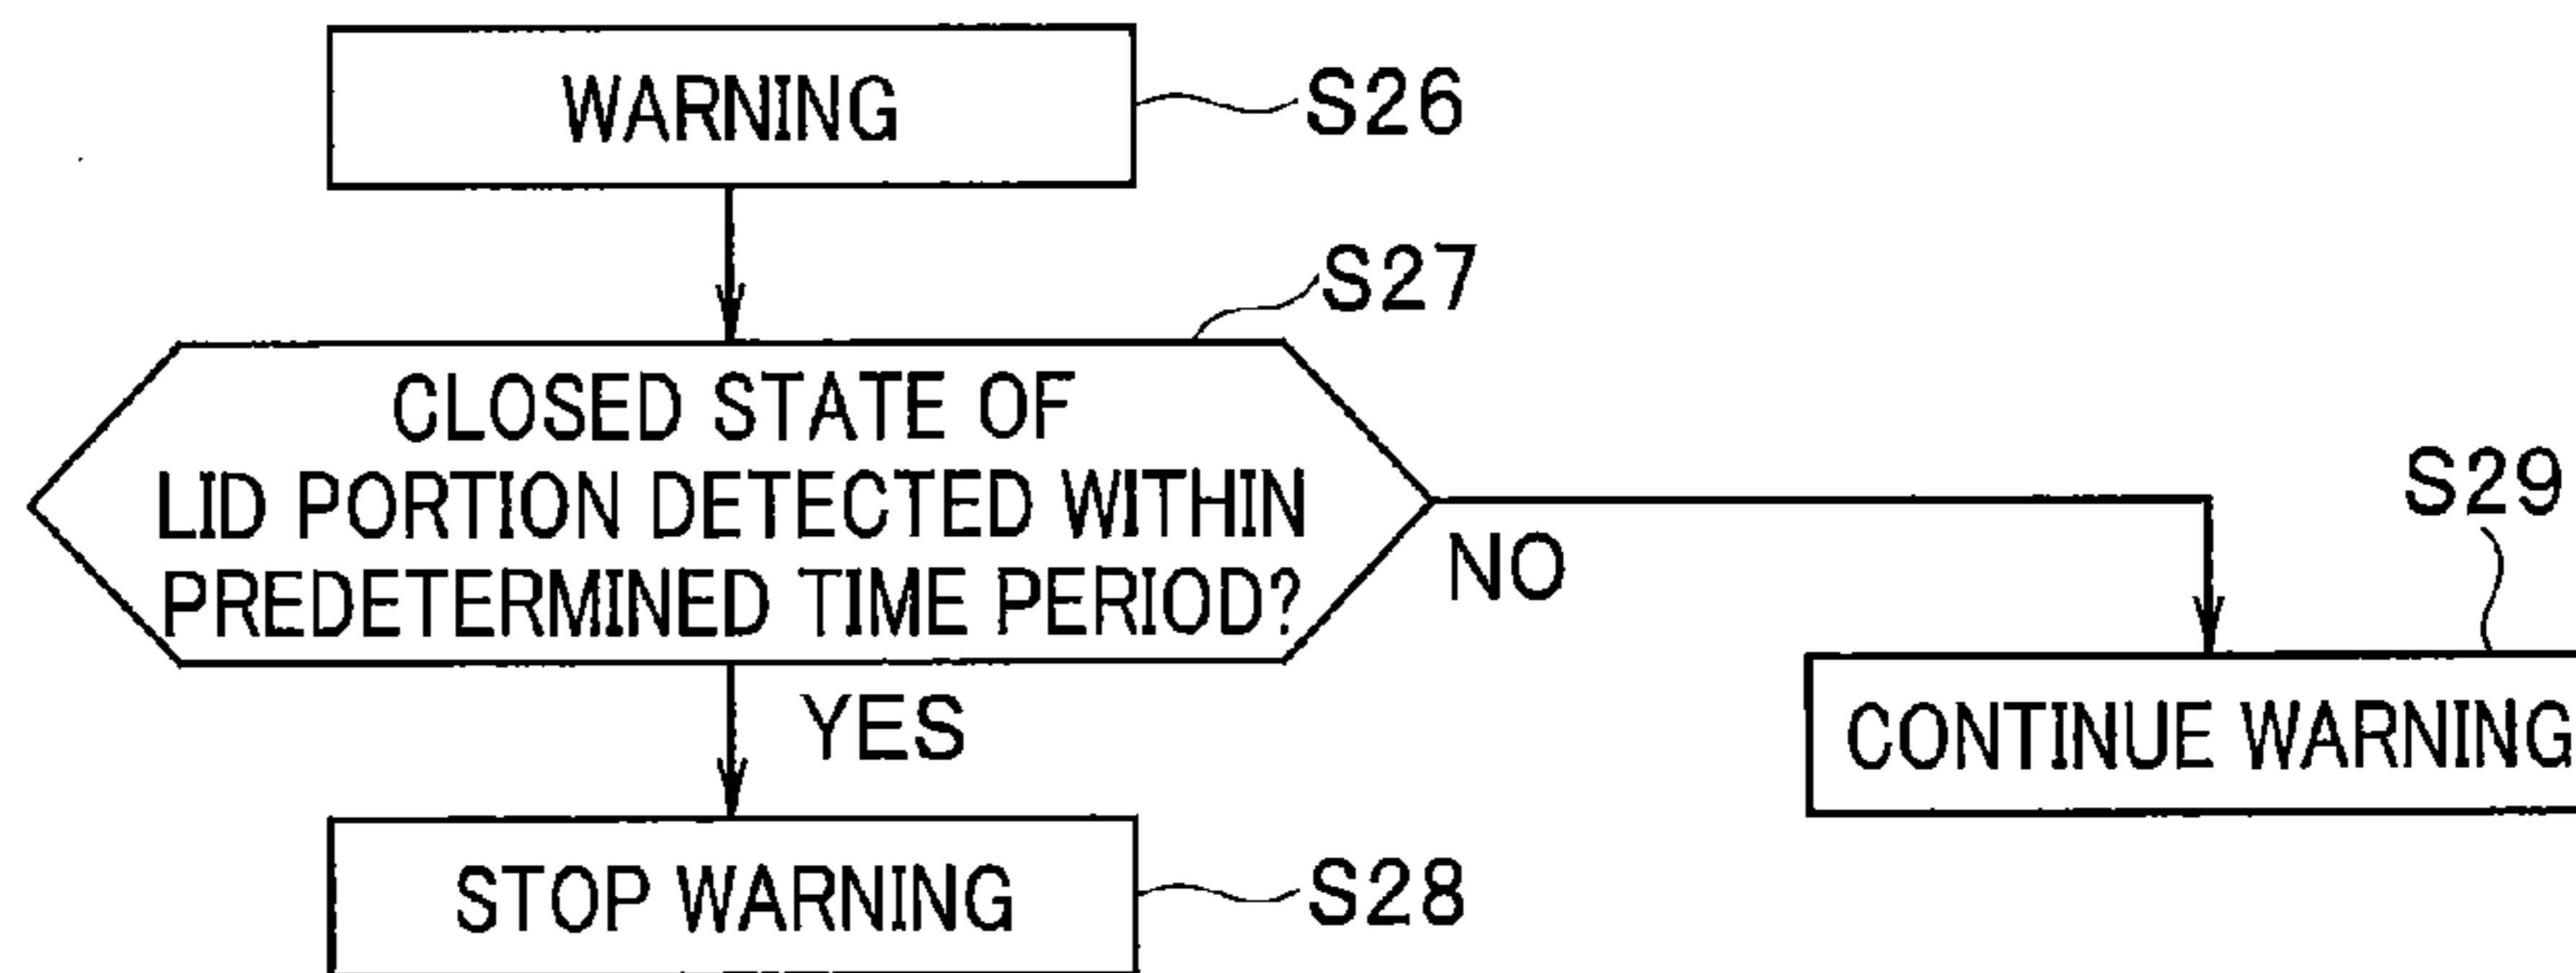 WARNING
S26
S27
CLOSED STATE OF
LID PORTION DETECTED WITHIN
PREDETERMINED TIME PERIOD?
NO
S29
CONTINUE WARNING
YES
STOP WARNING
S28